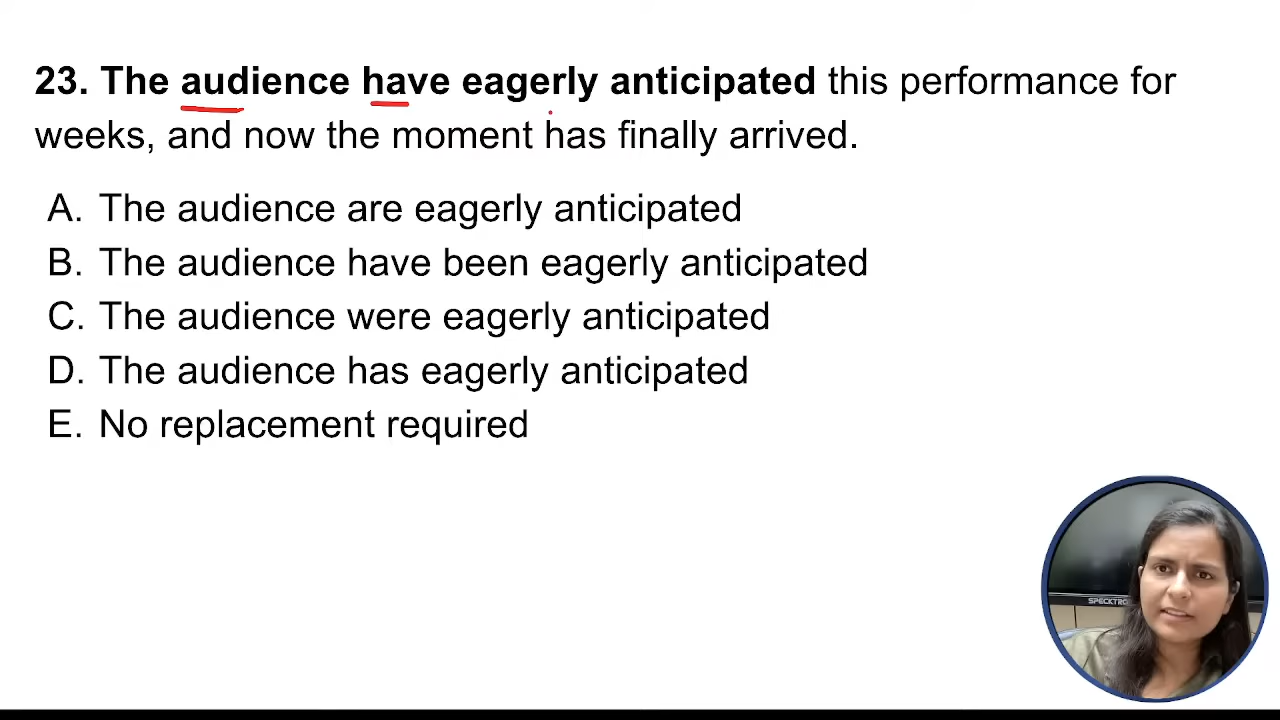 23. The audience have eagerly anticipated this performance for
weeks, and now the moment has finally arrived.
A. The audience are eagerly anticipated
B. The audience have been eagerly anticipated
C. The audience were eagerly anticipated
D. The audience has eagerly anticipated
E. No replacement required